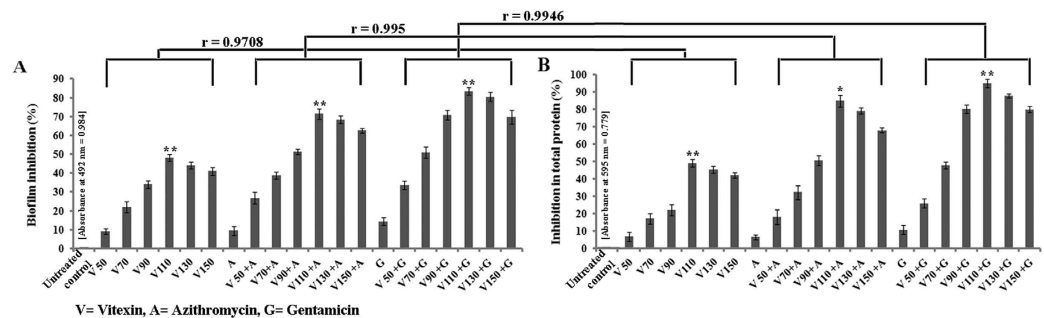 r = 0.9946
r = 0.995
r = 0.9708
A
Biofilm inhibition (%)
90
80
70
60
50
40
30
20
10
0
[Absorbance at 492 nm = 0.984]
**
**
**
Untreated control
V 50
V70
V90
V110
V130
V150
A
V 50 +A
V70+A
V90+A
V110+A
V130+A
V150+A
G
V 50+G
V70+G
V90+G
V110+G
V130+G
V150+G
B
Inhibition in total protein (%)
100
90
80
70
60
50
40
30
20
10
0
[Absorbance at 595 nm = 0.779]
**
*
**
Untreated control
V 50
V70
V90
V110
V130
V150
A
V 50 +A
V70+A
V90+A
V110+A
V130+A
V150+A
G
V 50 +G
V70 +G
V90 +G
V110 +G
V130 +G
V150 +G
V= Vitexin, A= Azithromycin, G= Gentamicin